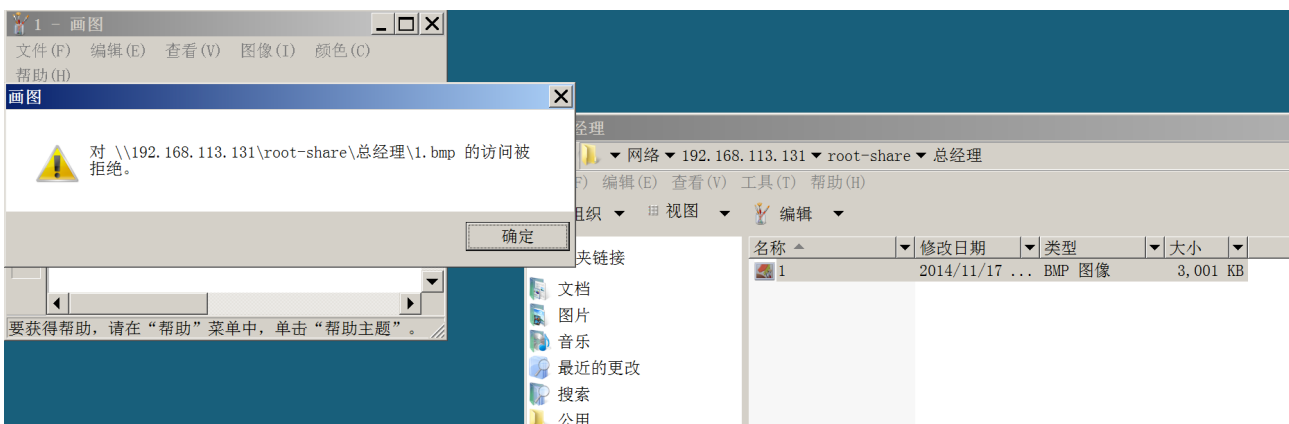 1 - 画图
文件(F) 编辑(E) 查看(V) 图像(I) 颜色(C)
帮助(H)
画图
对 \\192.168.113.131\root-share\总经理\1.bmp 的访问被
拒绝。
确定
要获得帮助，请在“帮助”菜单中，单击“帮助主题”。
经理
网络 192.168.113.131 root-share 总经理
F) 编辑(E) 查看(V) 工具(T) 帮助(H)
组织 视图 编辑
夹链接
文档
图片
音乐
最近的更改
搜索
公用
名称 修改日期 类型 大小
1 2014/11/17 ... BMP 图像 3,001 KB